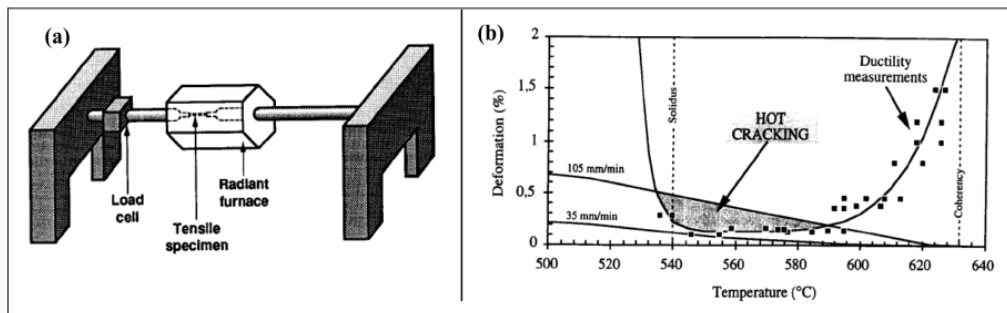 (a)
Load
cell
Tensile
specimen
Radiant
furnace
(b)
Deformation (%)
2
1.5
1
0,5
0
105 mm/min
35 mm/min
Solidus
HOT
CRACKING
Ductility
measurements
Coherency
500 520 540 560 580 600 620 640
Temperature (°C)